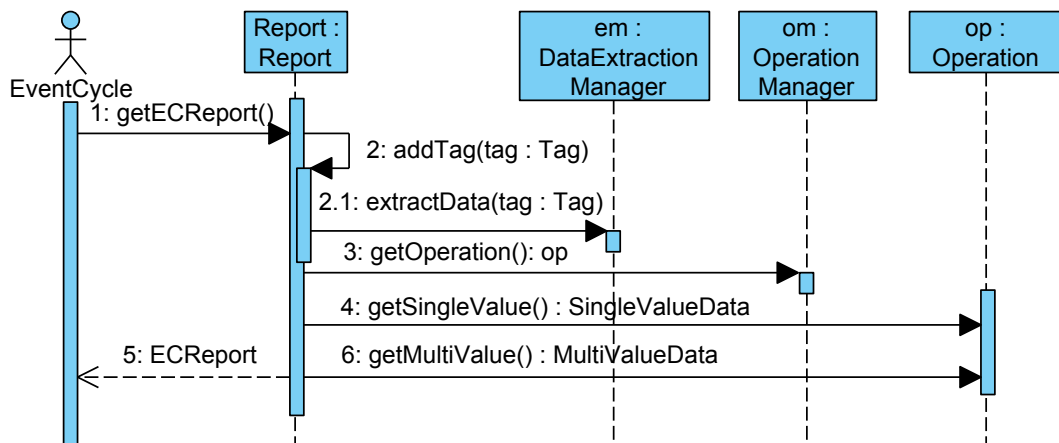 Report :
Report
em :
DataExtraction
Manager
om :
Operation
Manager
op :
Operation
EventCycle
1: getECReport()
2: addTag(tag : Tag)
2.1: extractData(tag : Tag)
3: getOperation(): op
4: getSingleValue() : SingleValueData
5: ECReport
6: getMultiValue() : MultiValueData